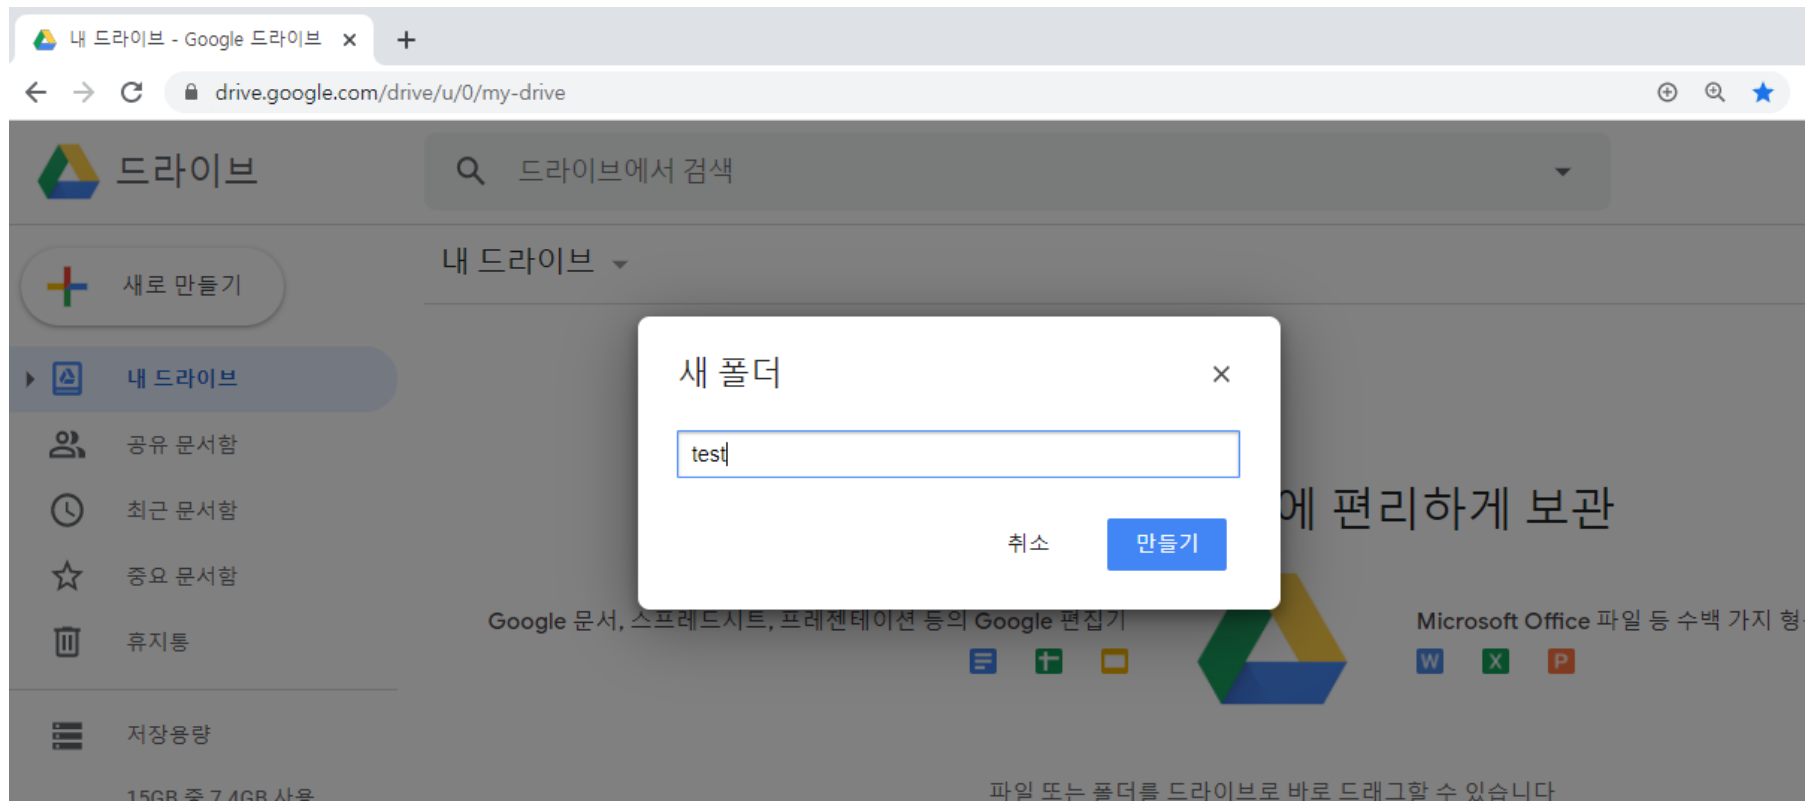 내 드라이브 - Google 드라이브
drive.google.com/drive/u/0/my-drive
드라이브
드라이브에서 검색
새로 만들기
내 드라이브
내 드라이브
공유 문서함
최근 문서함
중요 문서함
휴지통
저장용량
15GB 중 7.4GB 사용
새 폴더
test
취소
만들기
에 편리하게 보관
Google 문서, 스프레드시트, 프레젠테이션 등의 Google 편집기
Microsoft Office 파일 등 수백 가지 형
W X P
파일 또는 폴더를 드라이브로 바로 드래그할 수 있습니다